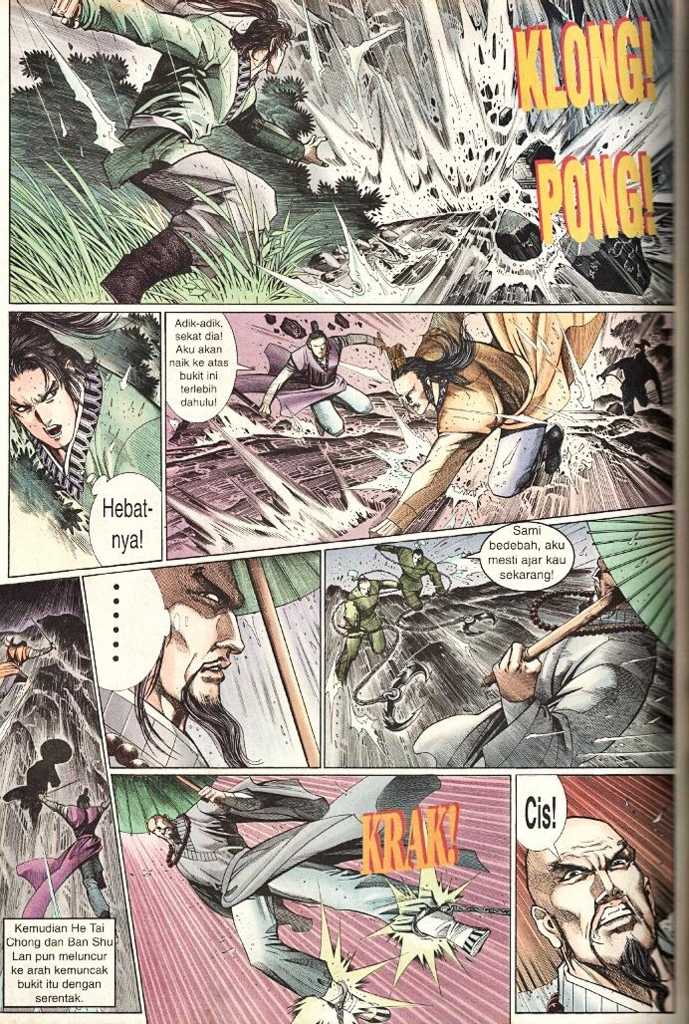 KLONG!
PONG!
Hebat-
nya!
Adik-adik,
sekat dia!
Aku akan
naik ke atas
bukit ini
terlebih
dahulu!
.....
Sami
bedebah, aku
mesti ajar kau
sekarang!
Kemudian He Tai
Chong dan Ban Shu
Lan pun meluncur
ke arah kemuncak
bukit itu dengan
serentak.
KRAK!
Cis!